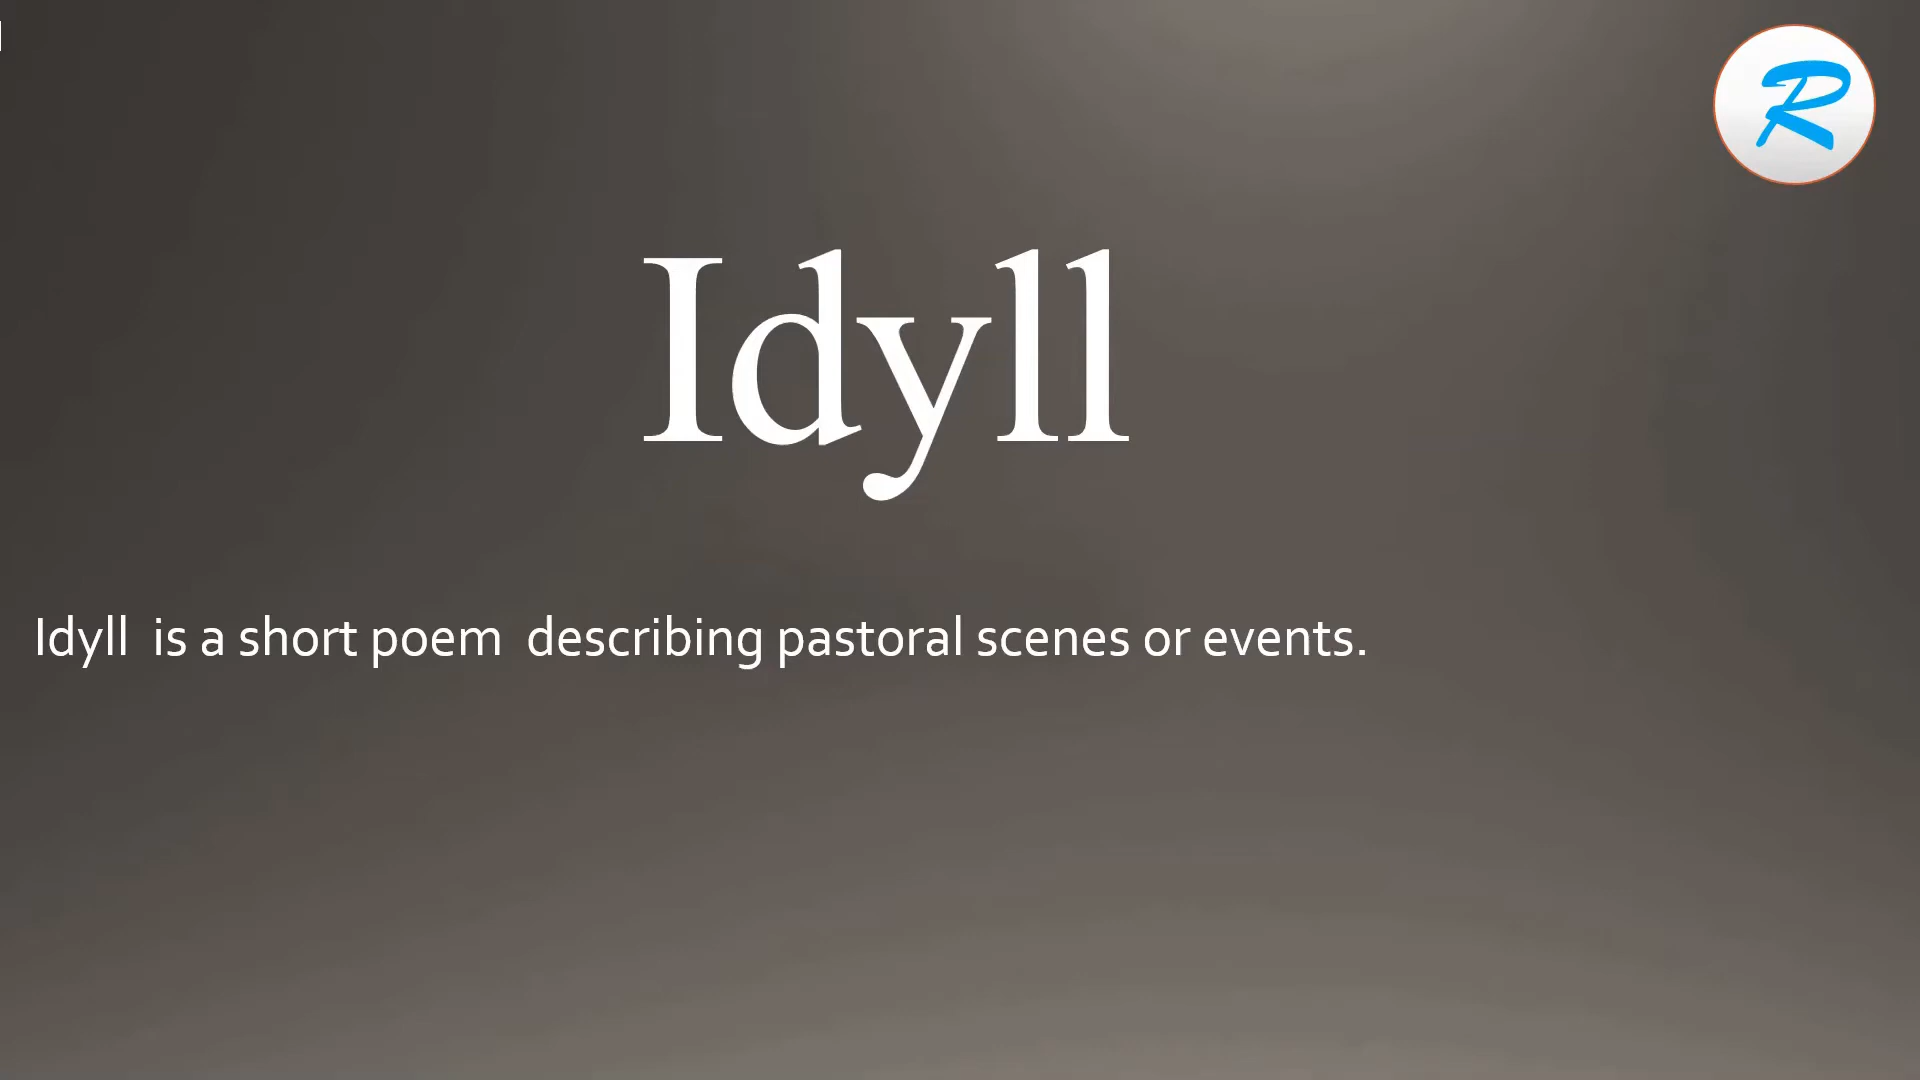 R
Idyll
Idyll is a short poem describing pastoral scenes or events.